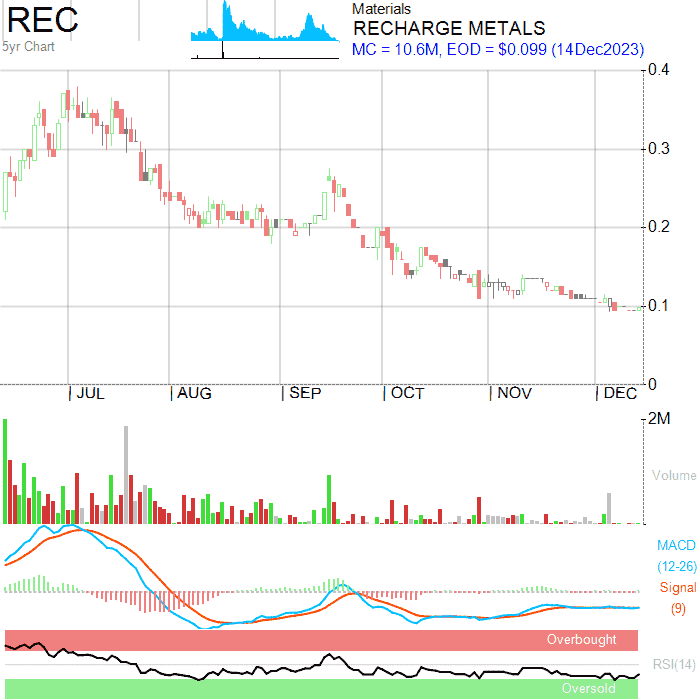 REC
5yr Chart
Materials
RECHARGE METALS
MC = 10.6M, EOD = $0.099 (14Dec2023)
0.4
0.3
0.2
0.1
0
JUL AUG SEP OCT NOV DEC
2M
Volume
MACD
(12-26)
Signal
(9)
Overbought
RSI(14)
Oversold